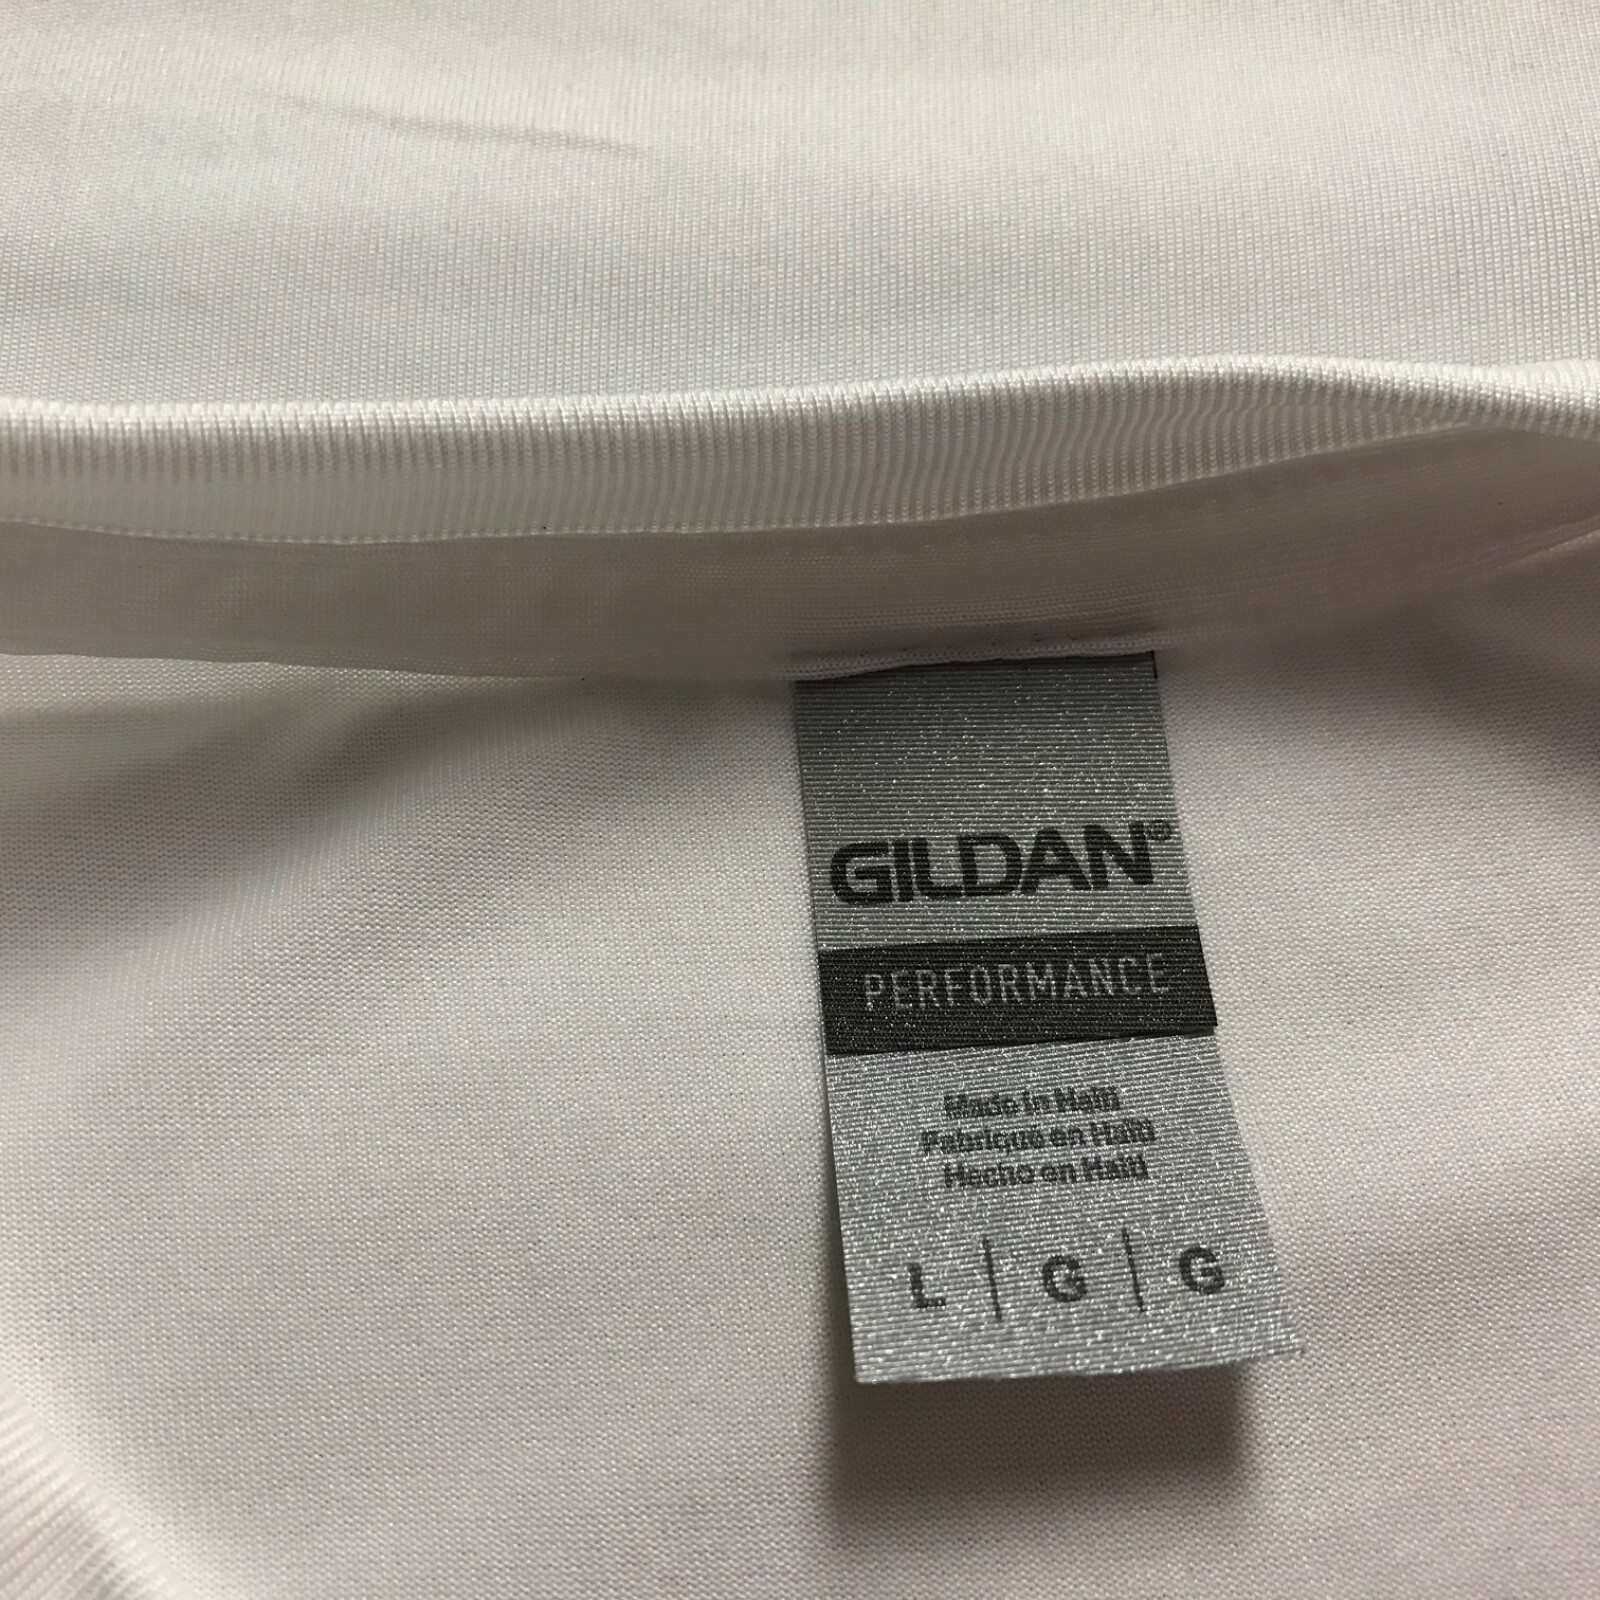 GILDAN®
PERFORMANCE
Made in Haiti
Fabriqué en Haïti
Hecho en Haití
L | G | G